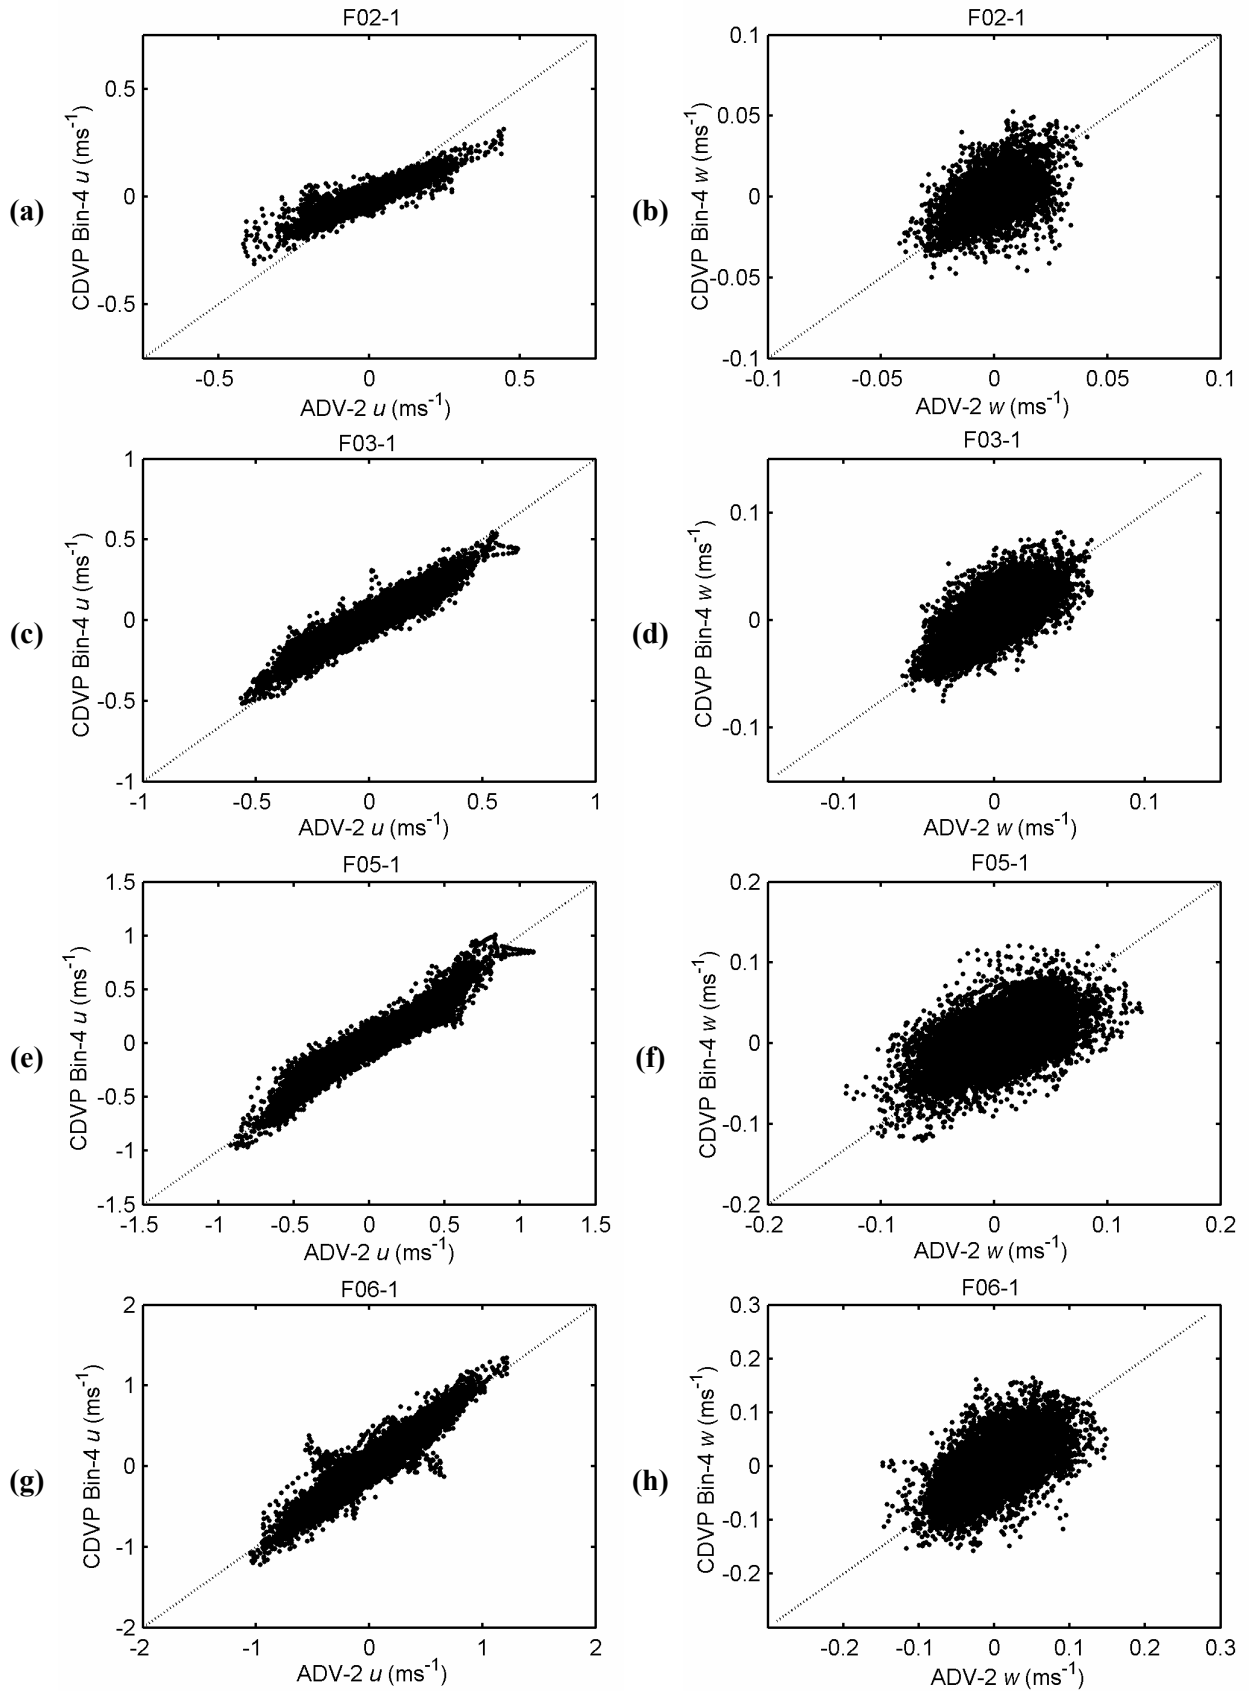 F02-1
CDVP Bin-4 u (ms-1)
0.5
0
-0.5
-0.5 0 0.5
ADV-2 u (ms-1)
(a)
F02-1
CDVP Bin-4 w (ms-1)
0.1
0.05
0
-0.05
-0.1
-0.1 -0.05 0 0.05 0.1
ADV-2 w (ms-1)
(b)
F03-1
CDVP Bin-4 u (ms-1)
1
0.5
0
-0.5
-1
-1 -0.5 0 0.5 1
ADV-2 u (ms-1)
(c)
F03-1
CDVP Bin-4 w (ms-1)
0.1
0
-0.1
-0.1 0 0.1
ADV-2 w (ms-1)
(d)
F05-1
CDVP Bin-4 u (ms-1)
1.5
1
0.5
0
-0.5
-1
-1.5
-1.5 -1 -0.5 0 0.5 1 1.5
ADV-2 u (ms-1)
(e)
F05-1
CDVP Bin-4 w (ms-1)
0.2
0.1
0
-0.1
-0.2
-0.2 -0.1 0 0.1 0.2
ADV-2 w (ms-1)
(f)
F06-1
CDVP Bin-4 u (ms-1)
2
1
0
-1
-2
-2 -1 0 1 2
ADV-2 u (ms-1)
(g)
F06-1
CDVP Bin-4 w (ms-1)
0.3
0.2
0.1
0
-0.1
-0.2
-0.2 -0.1 0 0.1 0.2 0.3
ADV-2 w (ms-1)
(h)